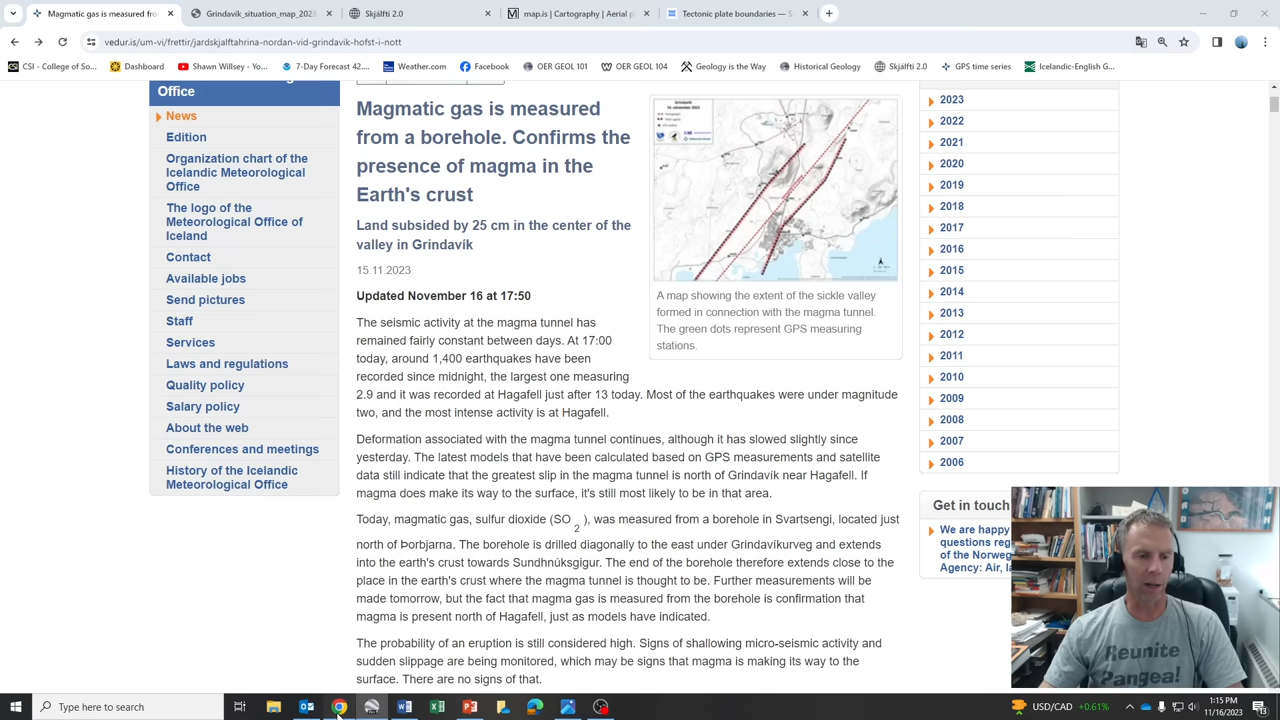 Magmatic gas is measured fro
Grindavik_situation_map_2023
Skjálfti 2.0
map.is | Cartography | Aerial p
Tectonic plate boundaries — S
vedur.is/um-vi/frettir/jardskjalftahrina-nordan-vid-grindavik-hofst-i-nott
CSI - College of So...
Dashboard
Shawn Willsey - Yo...
7-Day Forecast 42....
Weather.com
Facebook
OER GEOL 101
OER GEOL 104
Geology is the Way
Historical Geology
Skjálfti 2.0
GPS time series
Icelandic-English G...
Office
News
Edition
Organization chart of the
Icelandic Meteorological
Office
The logo of the
Meteorological Office of
Iceland
Contact
Available jobs
Send pictures
Staff
Services
Laws and regulations
Quality policy
Salary policy
About the web
Conferences and meetings
History of the Icelandic
Meteorological Office
Magmatic gas is measured
from a borehole. Confirms the
presence of magma in the
Earth's crust
Land subsided by 25 cm in the center of the
valley in Grindavík
15.11.2023
Updated November 16 at 17:50
The seismic activity at the magma tunnel has
remained fairly constant between days. At 17:00
today, around 1,400 earthquakes have been
recorded since midnight, the largest one measuring
2.9 and it was recorded at Hagafell just after 13 today. Most of the earthquakes were under magnitude
two, and the most intense activity is at Hagafell.
Deformation associated with the magma tunnel continues, although it has slowed slightly since
yesterday. The latest models that have been calculated based on GPS measurements and satellite
data still indicate that the greatest slip in the magma tunnel is north of Grindavík near Hagafell. If
magma does make its way to the surface, it's still most likely to be in that area.
Today, magmatic gas, sulfur dioxide (SO 2 ), was measured from a borehole in Svartsengi, located just
north of Þorbjarna. The borehole is drilled diagonally to the east under Grindavíkurveg and extends
into the earth's crust towards Sundhnúksgigur. The end of the borehole therefore extends close to the
place in the earth's crust where the magma tunnel is thought to be. Further measurements will be
made tomorrow, but the fact that magma gas is measured from the borehole is confirmation that
magma is present north of Hagafell, just as models have indicated.
The probability of an eruption is still considered high. Signs of shallowing micro-seismic activity and
sudden slippage are being monitored, which may be signs that magma is making its way to the
surface. There are no signs of that.
A map showing the extent of the sickle valley
formed in connection with the magma tunnel.
The green dots represent GPS measuring
stations.
2023
2022
2021
2020
2019
2018
2017
2016
2015
2014
2013
2012
2011
2010
2009
2008
2007
2006
Get in touch
We are happy
questions reg
of the Norweg
Agency: Air, la
Reunite
Pangea!
Type here to search
USD/CAD +0.61%
1:15 PM
11/16/2023
13